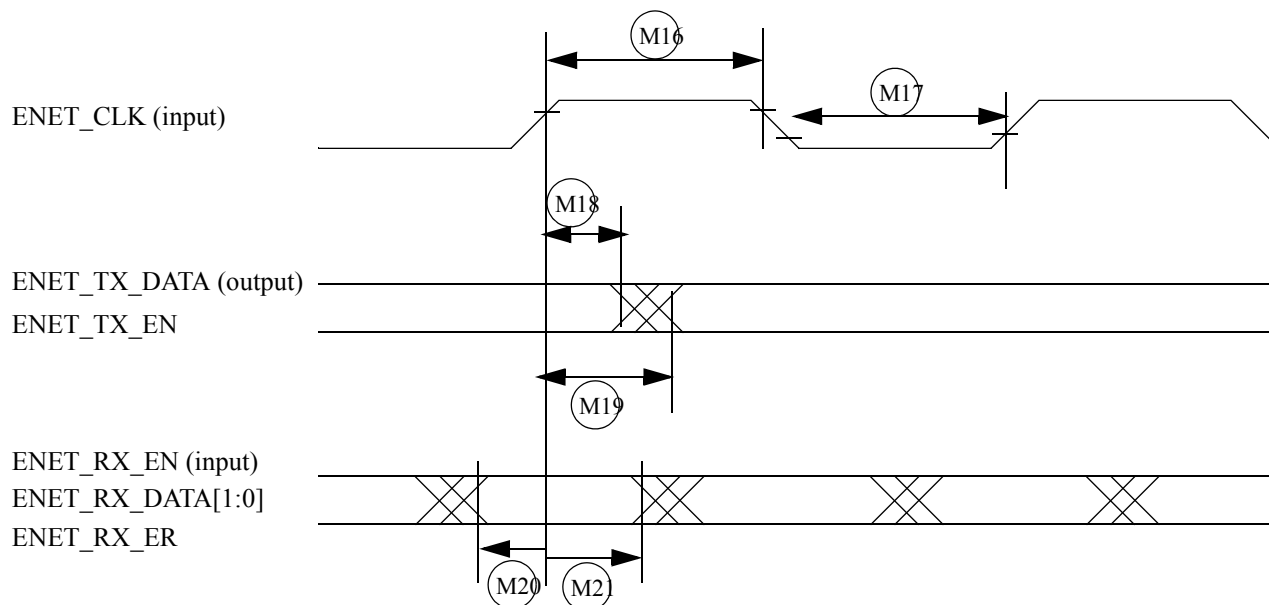 M16
M17
ENET_CLK (input)
M18
ENET_TX_DATA (output)
ENET_TX_EN
M19
ENET_RX_EN (input)
ENET_RX_DATA[1:0]
ENET_RX_ER
M20
M21